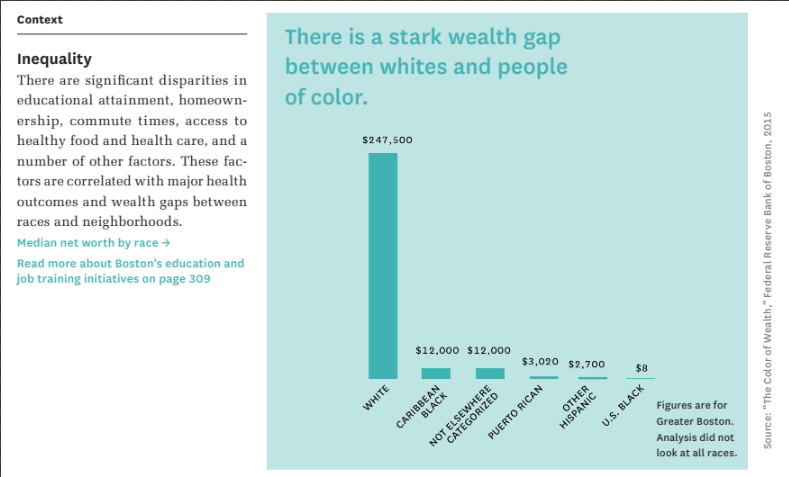 Context
Inequality
There are significant disparities in
educational attainment, homeown-
ership, commute times, access to
healthy food and health care, and a
number of other factors. These fac-
tors are correlated with major health
outcomes and wealth gaps between
races and neighborhoods.
Median net worth by race →
Read more about Boston's education and
job training initiatives on page 309
There is a stark wealth gap
between whites and people
of color.
$247,500
$12,000
$12,000
$3,020
$2,700
$8
WHITE
CARIBBEAN
BLACK
NOT ELSEWHERE
CATEGORIZED
PUERTO RICAN
OTHER
HISPANIC
U.S. BLACK
Figures are for
Greater Boston.
Analysis did not
look at all races.
Source: "The Color of Wealth," Federal Reserve Bank of Boston, 2015